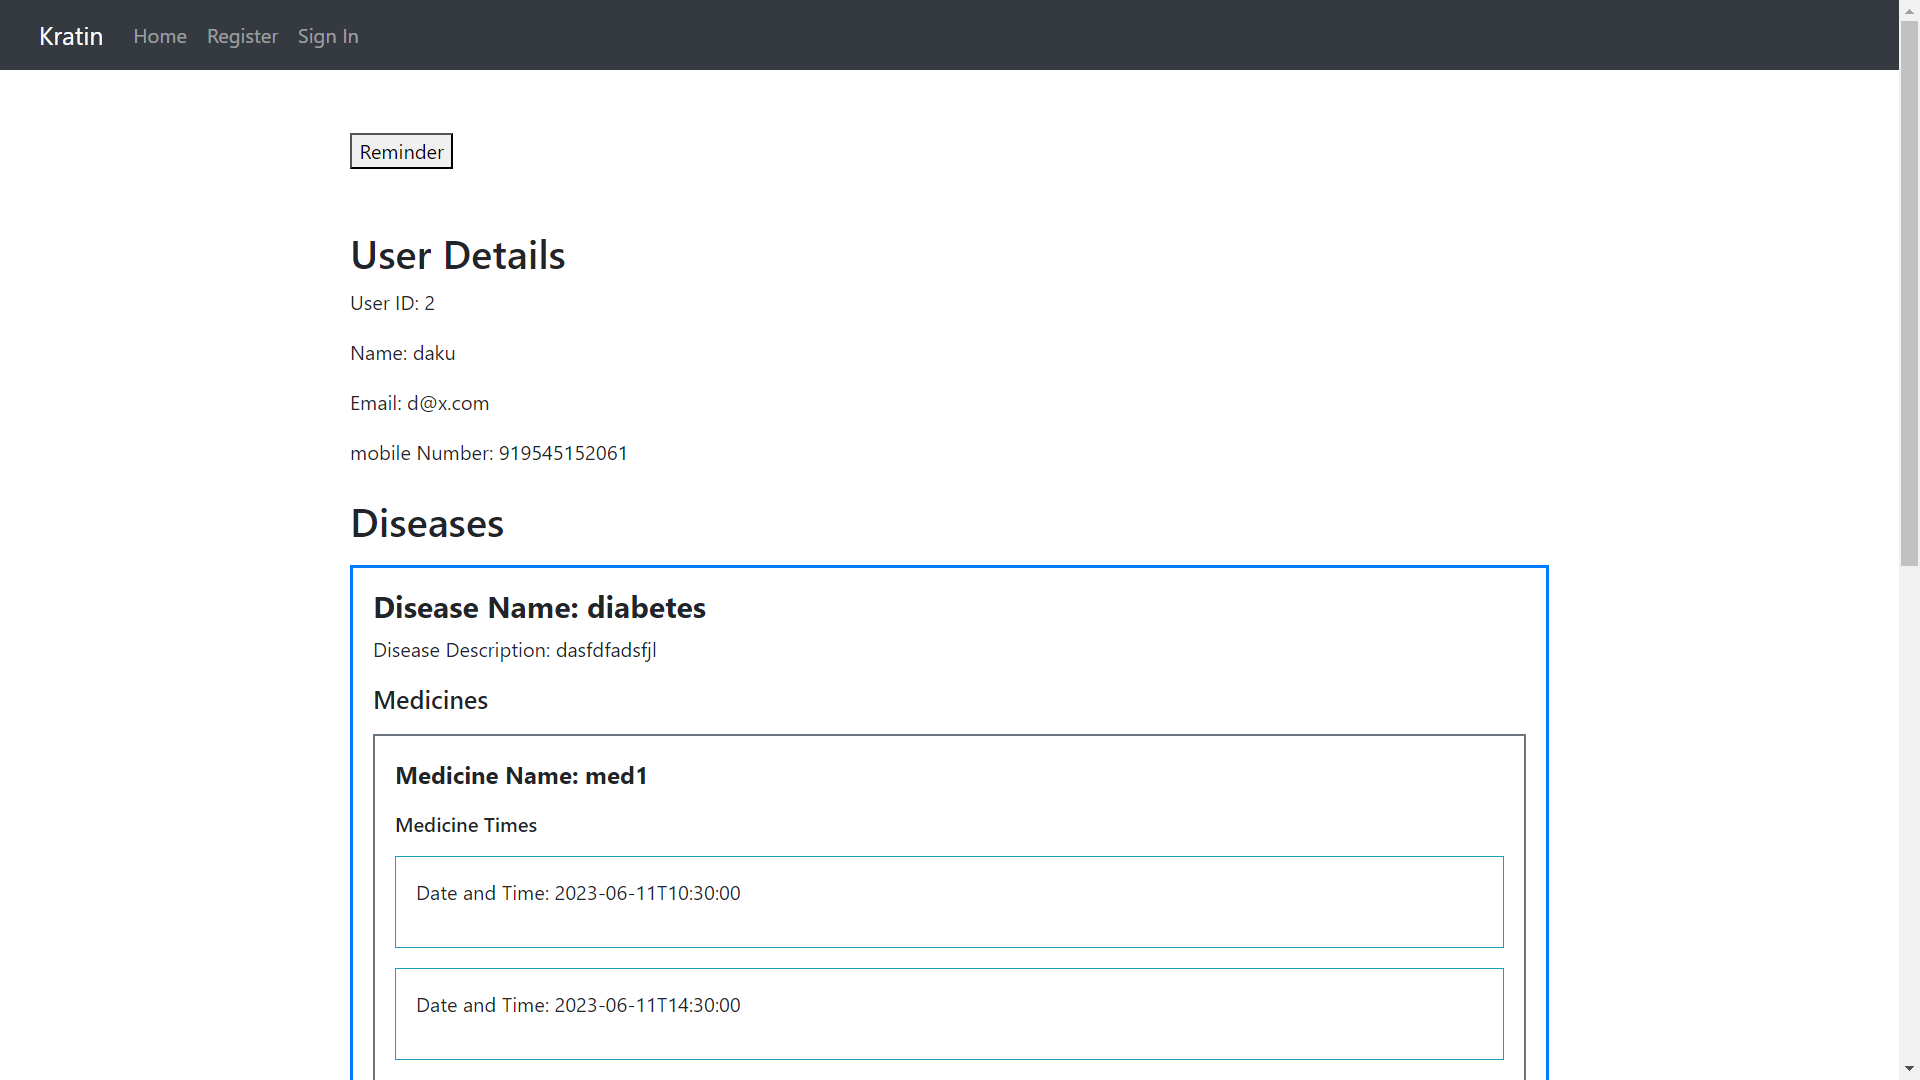 Kratin Home Register Sign In
Reminder
User Details
User ID: 2
Name: daku
Email: d@x.com
mobile Number: 919545152061
Diseases
Disease Name: diabetes
Disease Description: dasfdfadsfjl
Medicines
Medicine Name: med1
Medicine Times
Date and Time: 2023-06-11T10:30:00
Date and Time: 2023-06-11T14:30:00